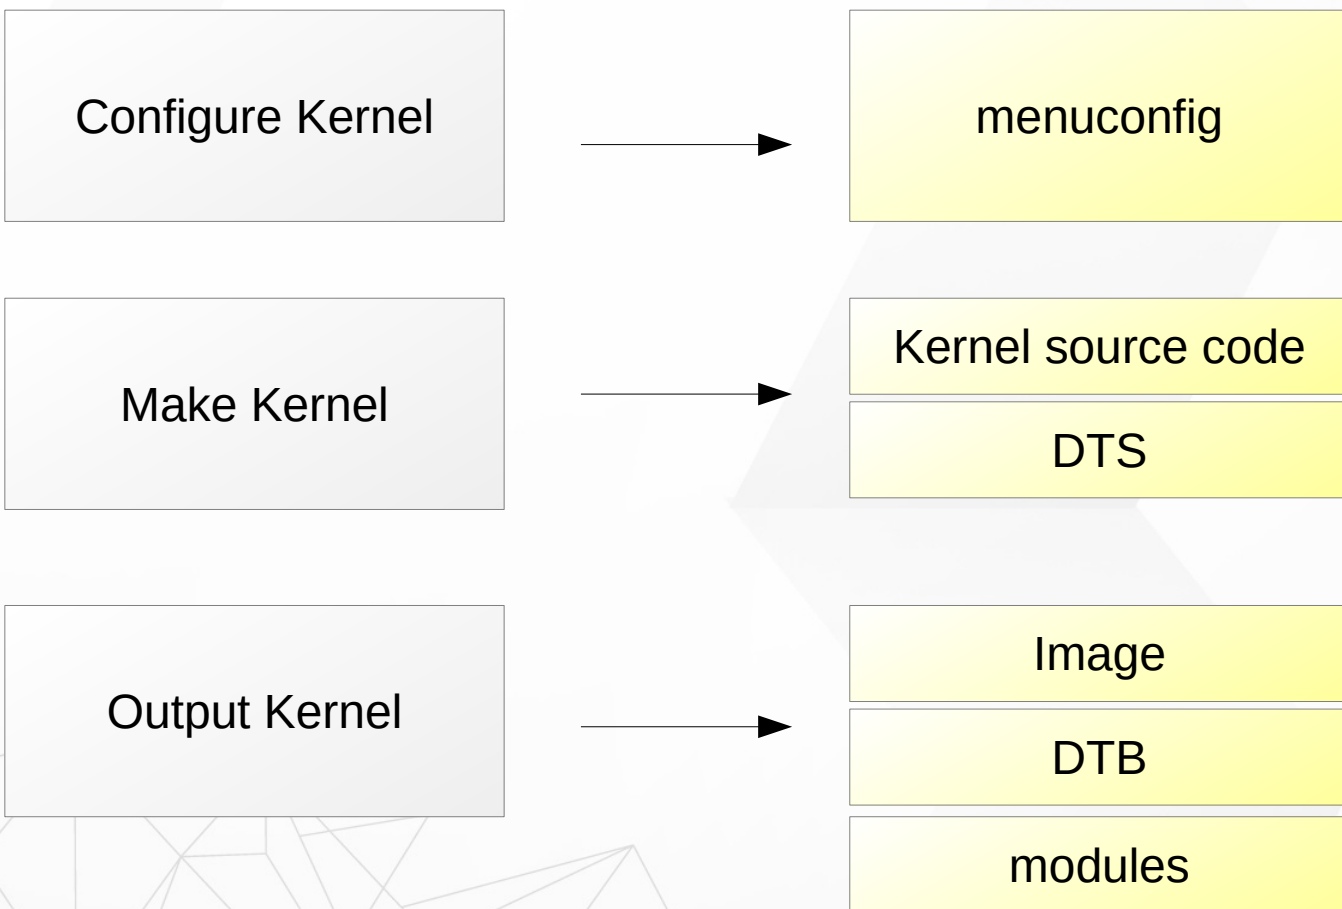 Configure Kernel
menuconfig
Make Kernel
Kernel source code
DTS
Output Kernel
Image
DTB
modules